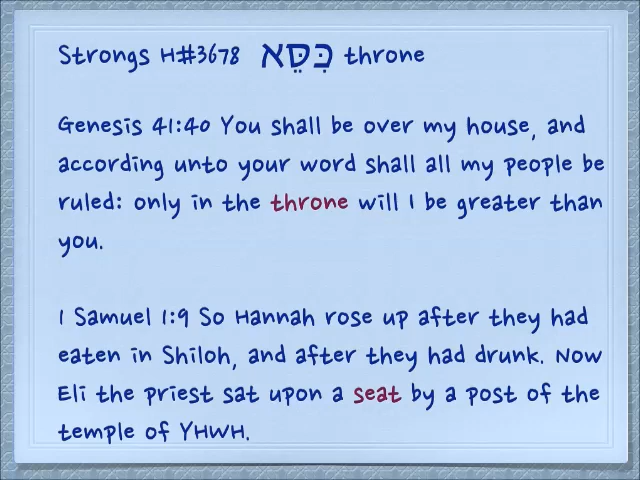 Strongs H#3678 כִּסֵּא throne
Genesis 41:40 You shall be over my house, and
according unto your word shall all my people be
ruled: only in the throne will I be greater than
you.
1 Samuel 1:9 So Hannah rose up after they had
eaten in Shiloh, and after they had drunk. Now
Eli the priest sat upon a seat by a post of the
temple of YHWH.